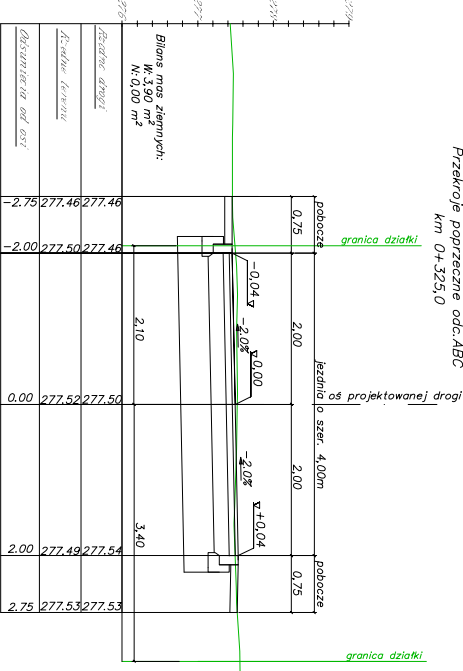 Przekroje poprzeczne odc.ABC
km 0+325,0
granica działki
oś projektowanej drogi
granica działki
pobocze
jezdnia o szer. 4,00m
pobocze
0,75
2,00
2,00
0,75
-0,04
0,00
+0,04
-2.0%
-2.0%
Bilans mas ziemnych:
W: 3,90 m²
N: 0,00 m²
2,10
3,40
Rzędne drogi
277.46
277.46
277.50
277.54
277.53
Rzędne terenu
277.46
277.50
277.52
277.49
277.53
Odsunięcia od osi
-2.75
-2.00
0.00
2.00
2.75